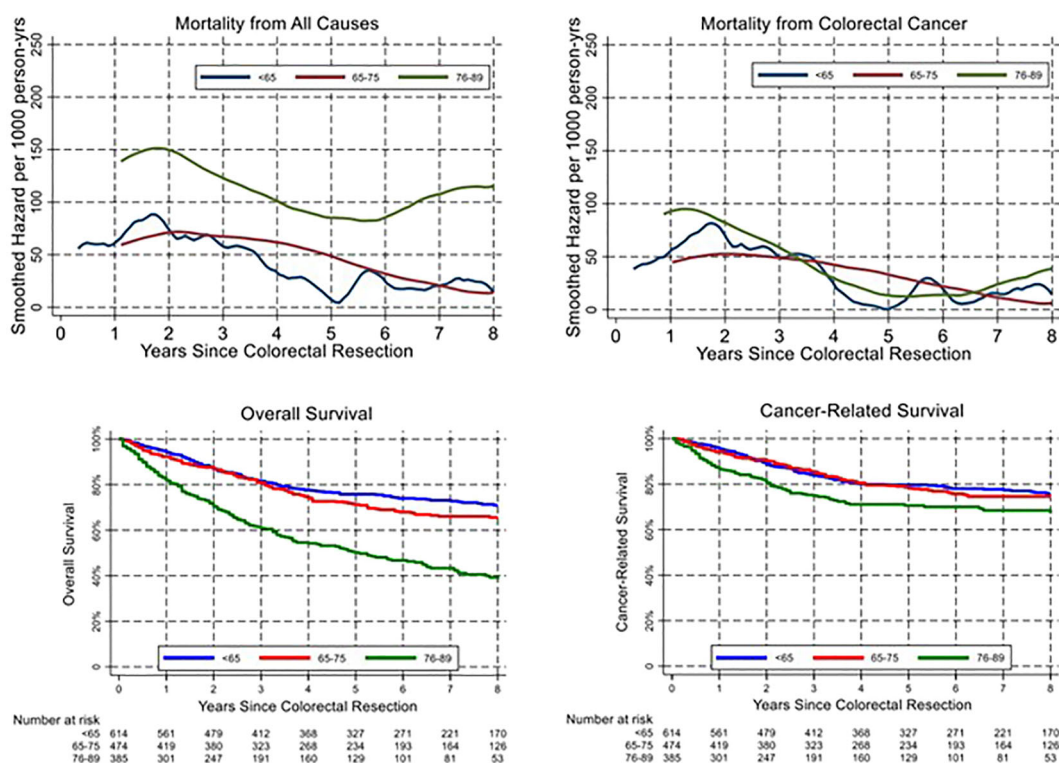 Mortality from All Causes
Smoothed Hazard per 1000 person-yrs
250
200
150
100
50
0
<65 65-75 76-89
0 1 2 3 4 5 6 7 8
Years Since Colorectal Resection
Mortality from Colorectal Cancer
Smoothed Hazard per 1000 person-yrs
250
200
150
100
50
0
<65 65-75 76-89
0 1 2 3 4 5 6 7 8
Years Since Colorectal Resection
Overall Survival
Overall Survival
100%
80%
60%
40%
20%
0
<65 65-75 76-89
0 1 2 3 4 5 6 7 8
Years Since Colorectal Resection
Number at risk
<65 614 561 479 412 368 327 271 221 170
65-75 474 419 380 323 268 234 193 164 126
76-89 385 301 247 191 160 129 101 81 53
Cancer-Related Survival
Cancer-Related Survival
100%
80%
60%
40%
20%
0
<65 65-75 76-89
0 1 2 3 4 5 6 7 8
Years Since Colorectal Resection
Number at risk
<65 614 561 479 412 368 327 271 221 170
65-75 474 419 380 323 268 234 193 164 126
76-89 385 301 247 191 160 129 101 81 53